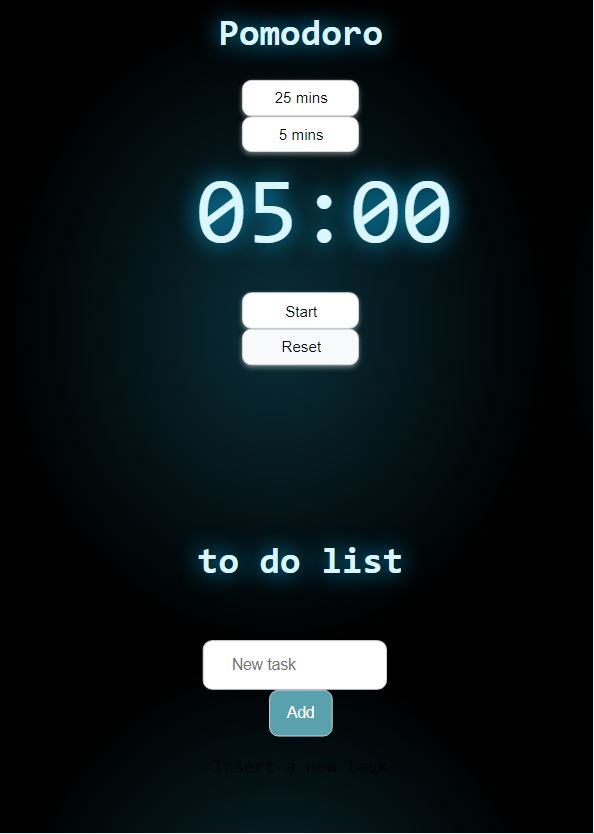 Pomodoro
25 mins
5 mins
05:00
Start
Reset
to do list
New task
Add
Insert a new task